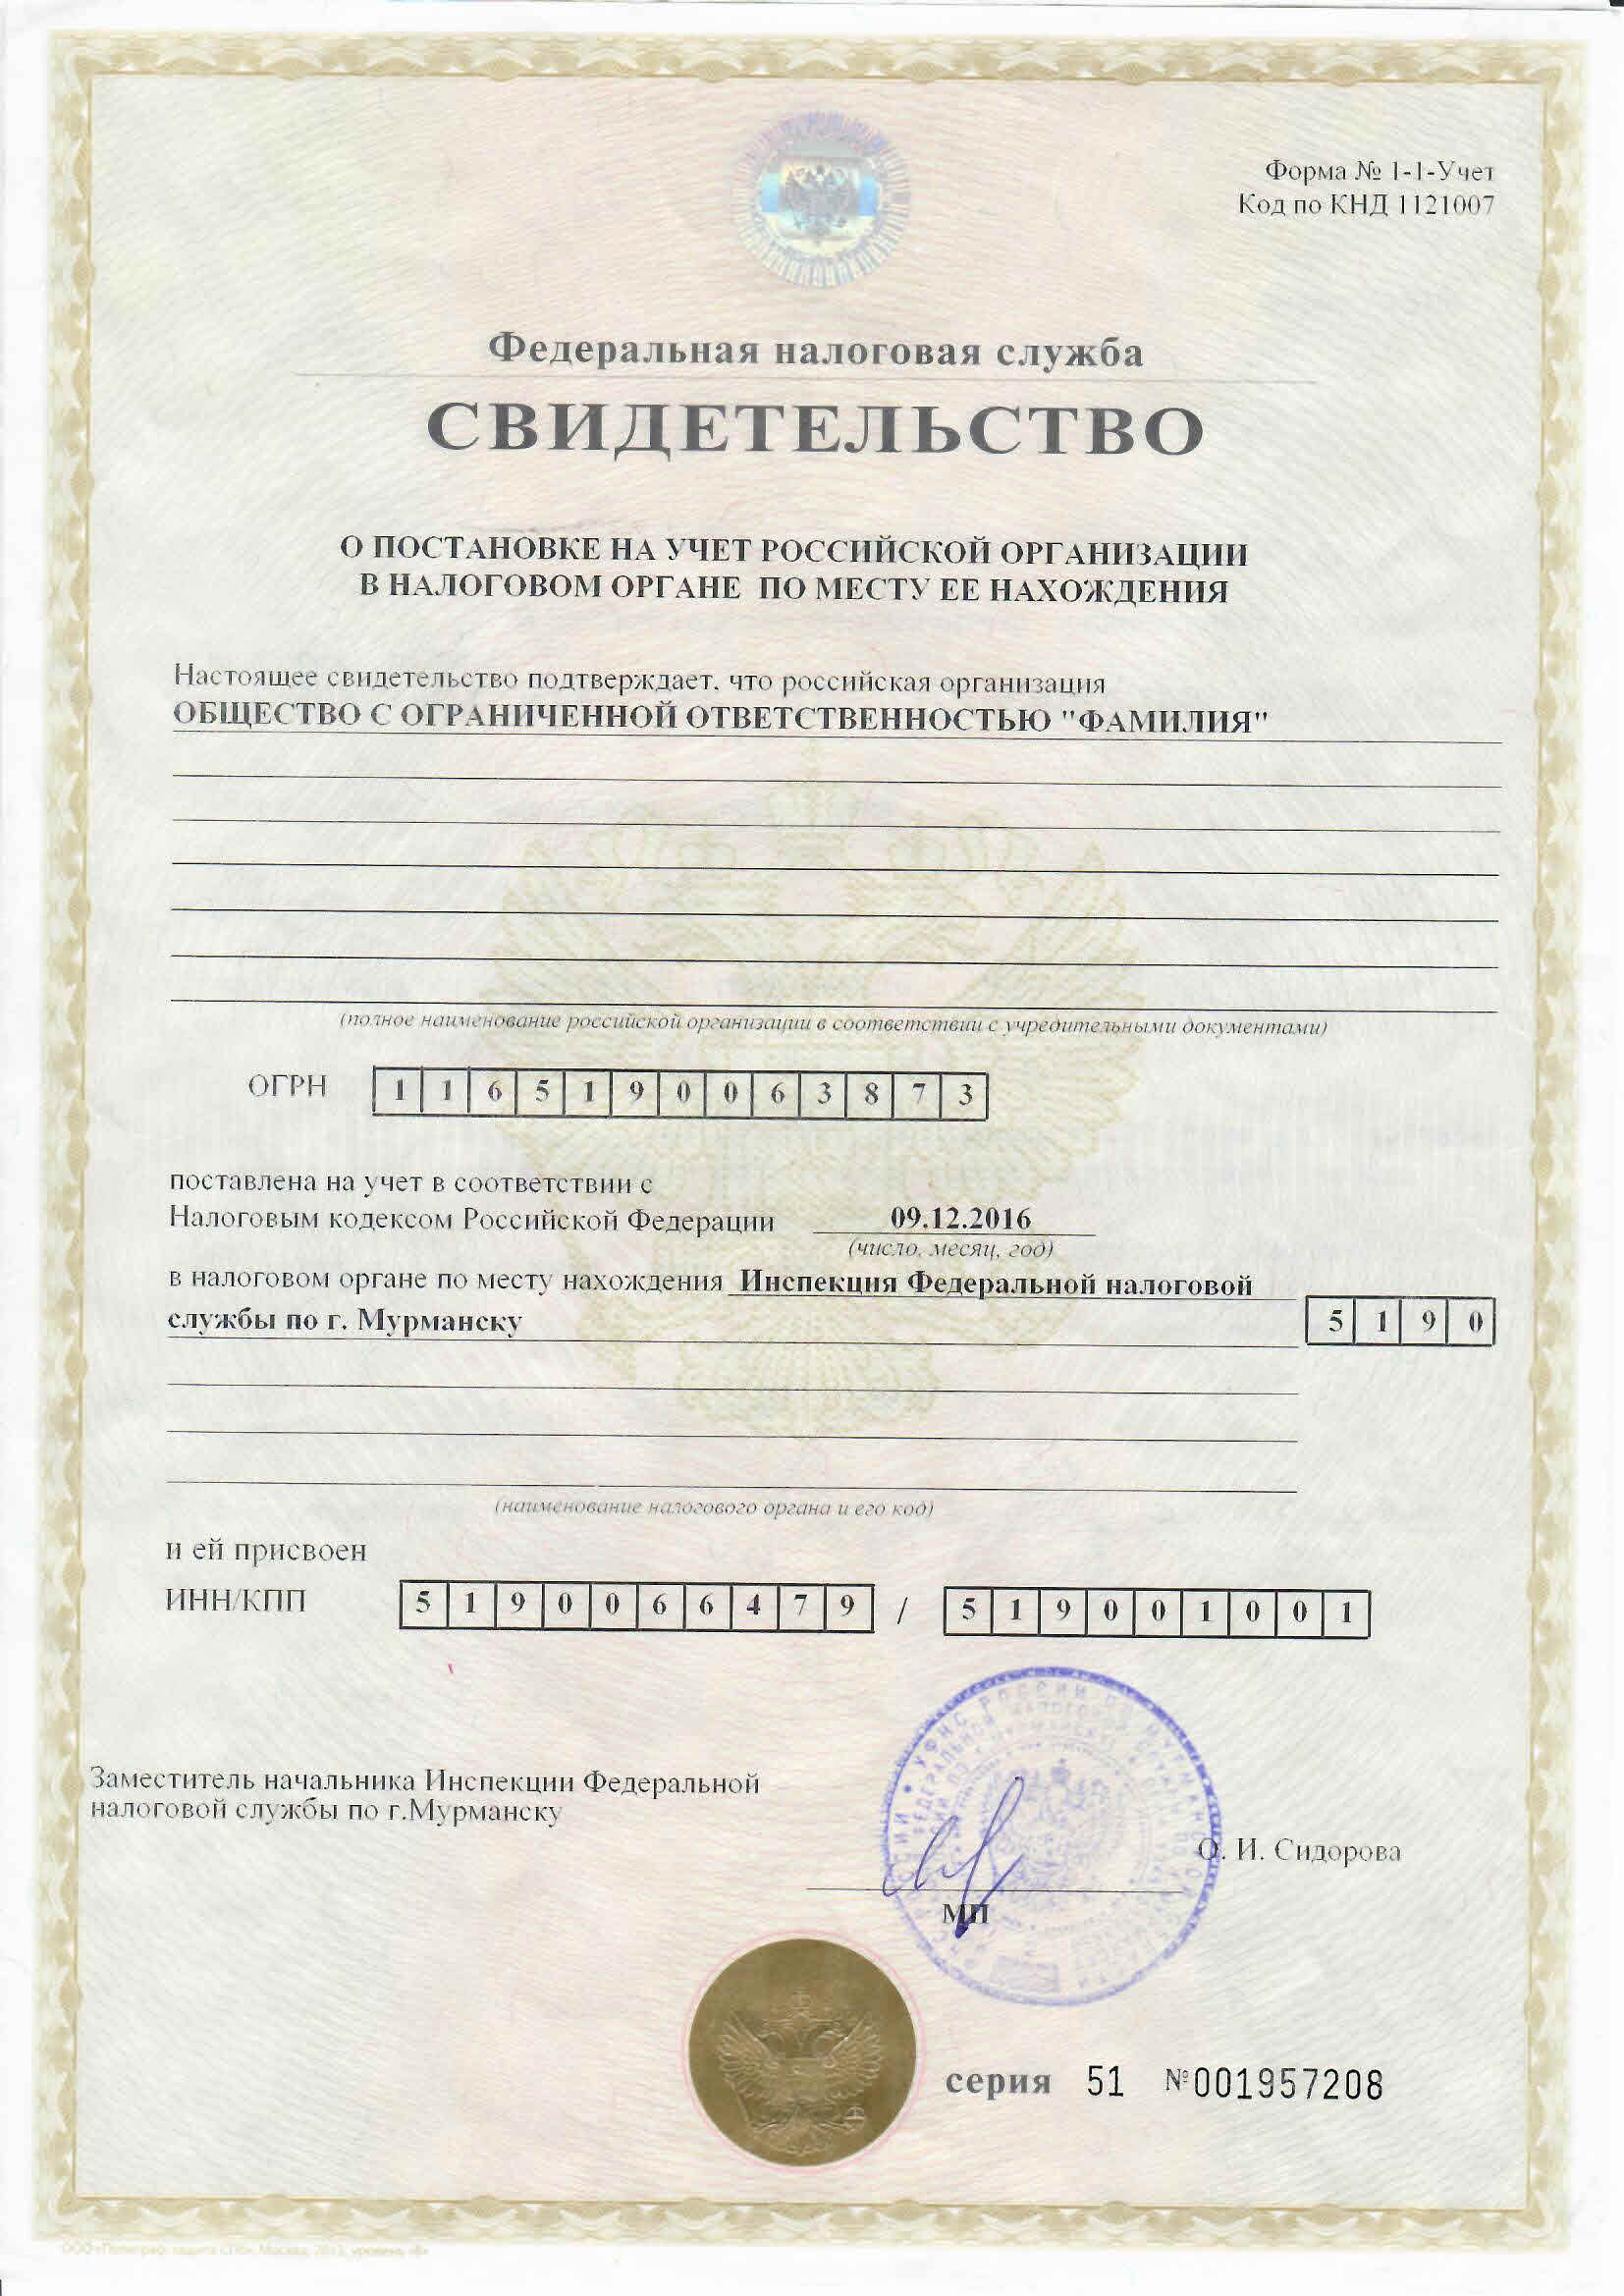 Форма № 1-1-Учет
Код по КНД 1121007
Федеральная налоговая служба
СВИДЕТЕЛЬСТВО
О ПОСТАНОВКЕ НА УЧЕТ РОССИЙСКОЙ ОРГАНИЗАЦИИ
В НАЛОГОВОМ ОРГАНЕ ПО МЕСТУ ЕЕ НАХОЖДЕНИЯ
Настоящее свидетельство подтверждает, что российская организация
ОБЩЕСТВО С ОГРАНИЧЕННОЙ ОТВЕТСТВЕННОСТЬЮ "ФАМИЛИЯ"
(полное наименование российской организации в соответствии с учредительными документами)
ОГРН 1 1 6 5 1 9 0 0 6 3 8 7 3
поставлена на учет в соответствии с
Налоговым кодексом Российской Федерации 09.12.2016
(число, месяц, год)
в налоговом органе по месту нахождения Инспекция Федеральной налоговой
службы по г. Мурманску 5 1 9 0
(наименование налогового органа и его код)
и ей присвоен
ИНН/КПП 5 1 9 0 0 6 6 4 7 9 / 5 1 9 0 0 1 0 0 1
Заместитель начальника Инспекции Федеральной
налоговой службы по г.Мурманску
О. И. Сидорова
МП
серия 51 №001957208